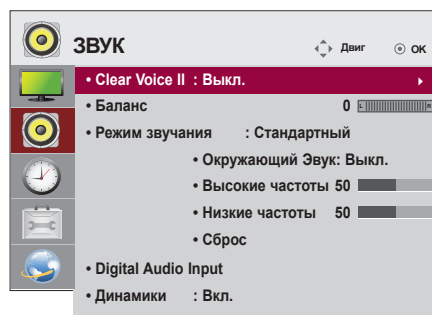 ЗВУК
Двиг
OK
• Clear Voice II : Выкл.
• Баланс 0 L R
• Режим звучания : Стандартный
• Окружающий Эвук: Выкл.
• Высокие частоты 50
• Низкие частоты 50
• Сброс
• Digital Audio Input
• Динамики : Вкл.